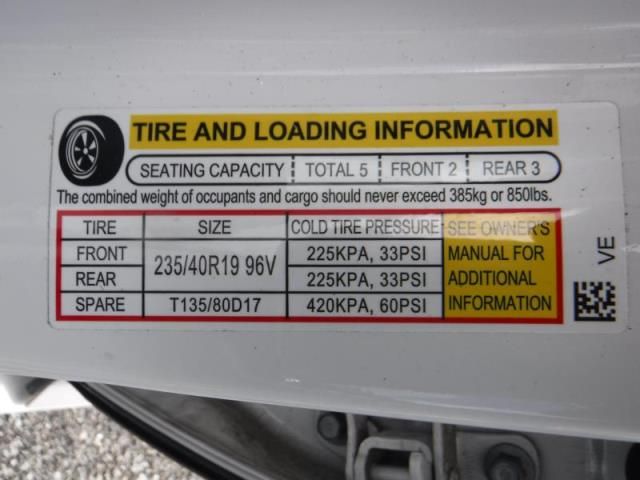 TIRE AND LOADING INFORMATION
SEATING CAPACITY TOTAL 5 FRONT 2 REAR 3
The combined weight of occupants and cargo should never exceed 385kg or 850lbs.
TIRE SIZE COLD TIRE PRESSURE SEE OWNER'S
FRONT 235/40R19 96V 225KPA, 33PSI MANUAL FOR
REAR 225KPA, 33PSI ADDITIONAL
SPARE T135/80D17 420KPA, 60PSI INFORMATION
VE